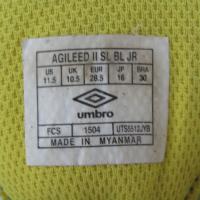 AGILEED II SL BL JR
US UK EUR JP BRA
11.5 10.5 28.5 18 30
umbro
FCS 1504 UTS5512JYB
MADE IN MYANMAR